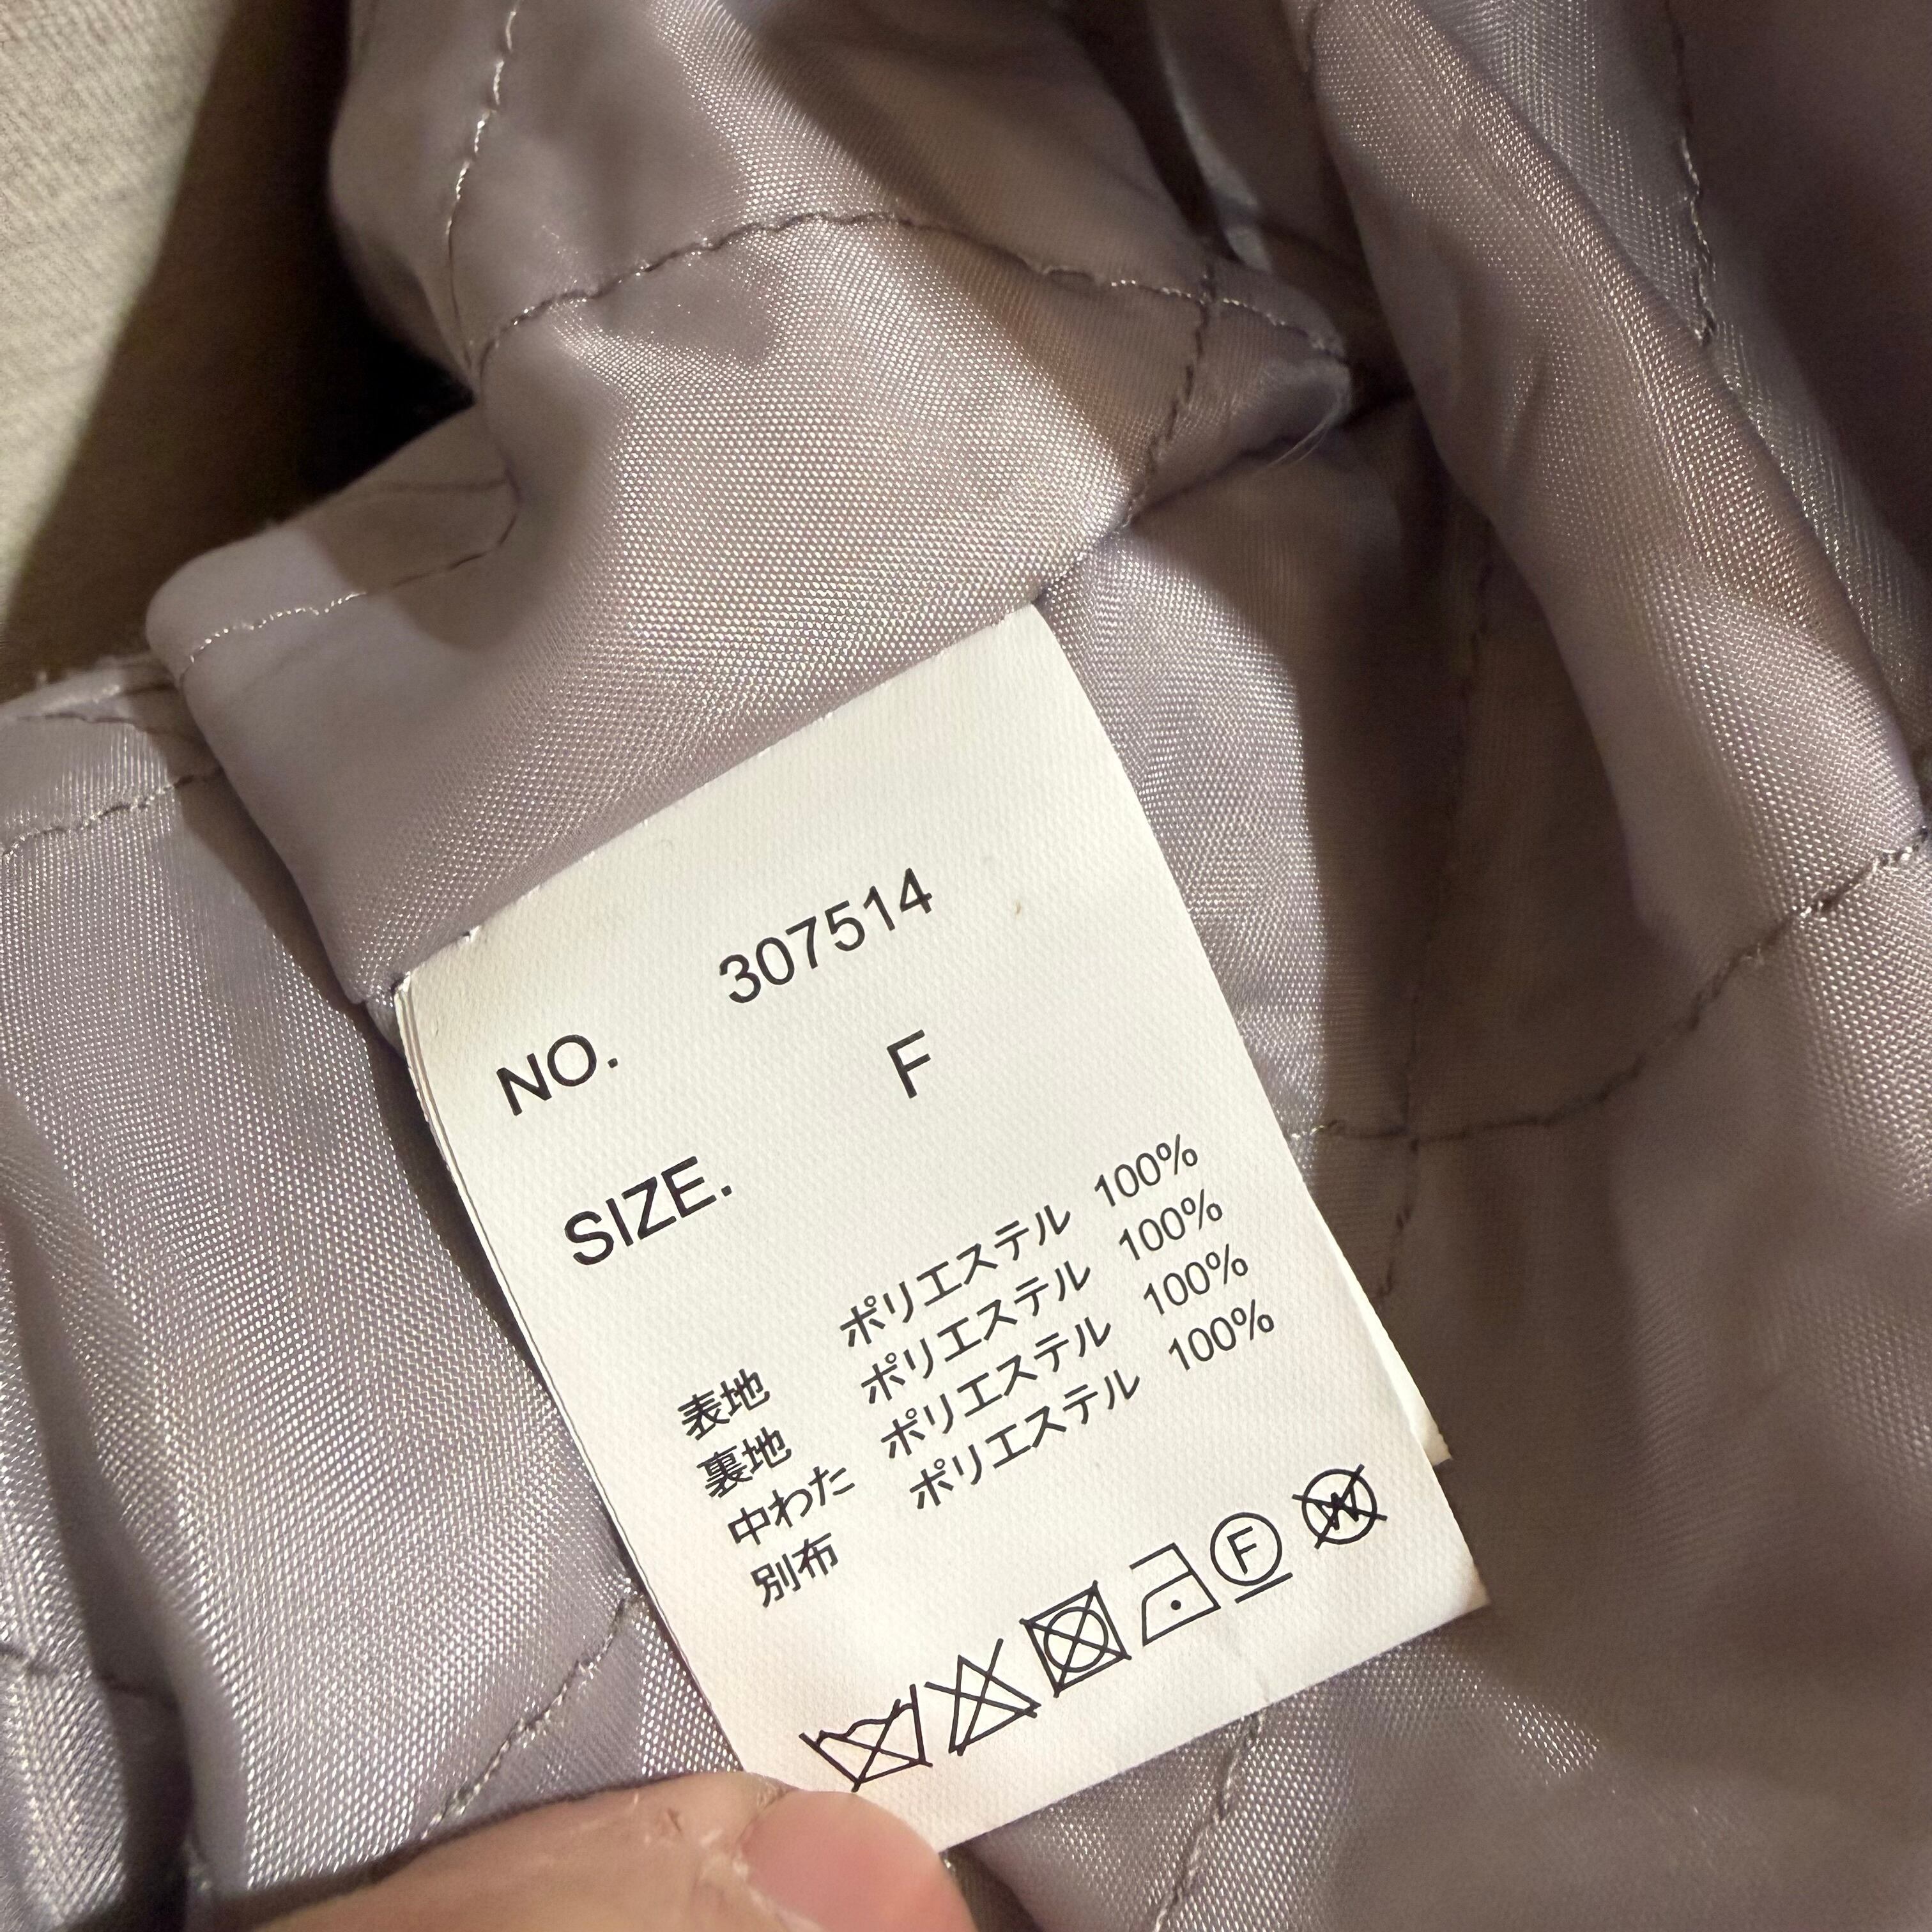 NO. 307514
SIZE. F
表地 ポリエステル 100%
裏地 ポリエステル 100%
中わた ポリエステル 100%
別布 ポリエステル 100%
F W